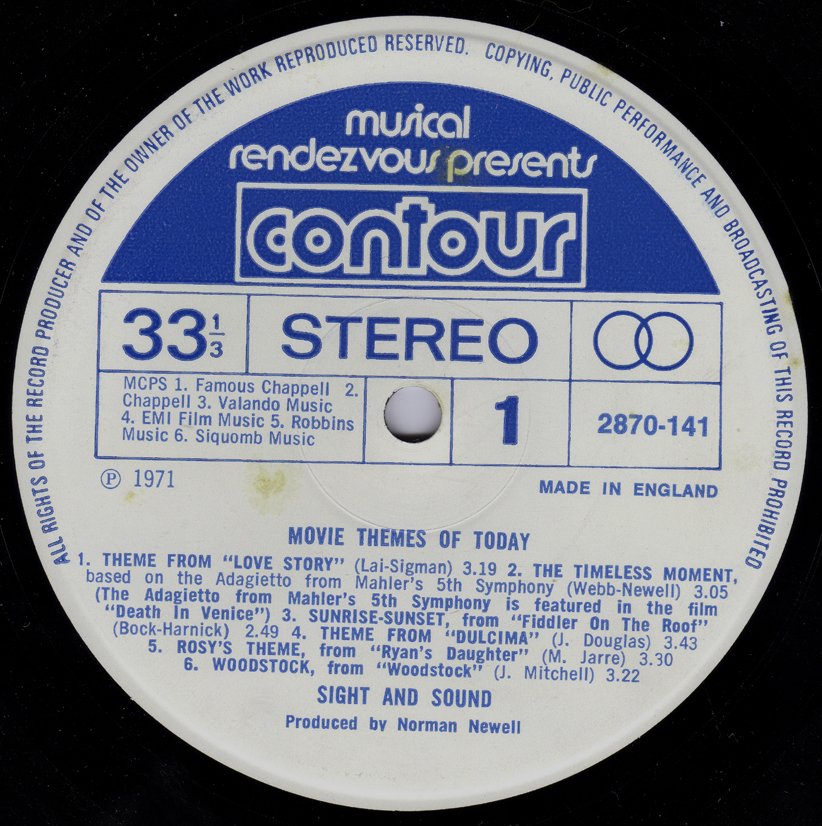 ALL RIGHTS OF THE RECORD PRODUCER AND OF THE OWNER OF THE WORK REPRODUCED RESERVED. COPYING, PUBLIC PERFORMANCE AND BROADCASTING OF THIS RECORD PROHIBITED
musical
rendezvous presents
contour
33 1/3 STEREO
MCPS 1. Famous Chappell 2.
Chappell 3. Valando Music
4. EMI Film Music 5. Robbins
Music 6. Siquomb Music
1
2870-141
℗ 1971
MADE IN ENGLAND
MOVIE THEMES OF TODAY
1. THEME FROM "LOVE STORY" (Lai-Sigman) 3.19 2. THE TIMELESS MOMENT,
based on the Adagietto from Mahler's 5th Symphony (Webb-Newell) 3.05
(The Adagietto from Mahler's 5th Symphony is featured in the film
"Death In Venice") 3. SUNRISE-SUNSET, from "Fiddler On The Roof"
(Bock-Harnick) 2.49 4. THEME FROM "DULCIMA" (J. Douglas) 3.43
5. ROSY'S THEME, from "Ryan's Daughter" (M. Jarre) 3.30
6. WOODSTOCK, from "Woodstock" (J. Mitchell) 3.22
SIGHT AND SOUND
Produced by Norman Newell